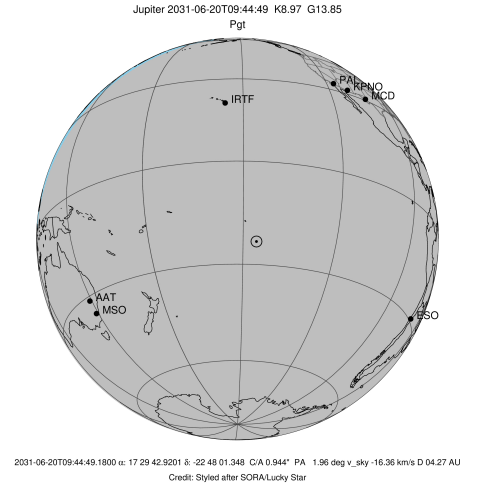 Jupiter 2031-06-20T09:44:49 K8.97 G13.85
Pgt
PAL
KPNO
MCD
IRTF
AAT
MSO
ESO
2031-06-20T09:44:49.1800 α: 17 29 42.9201 δ: -22 48 01.348 C/A 0.944" PA 1.96 deg v_sky -16.36 km/s D 04.27 AU
Credit: Styled after SORA/Lucky Star